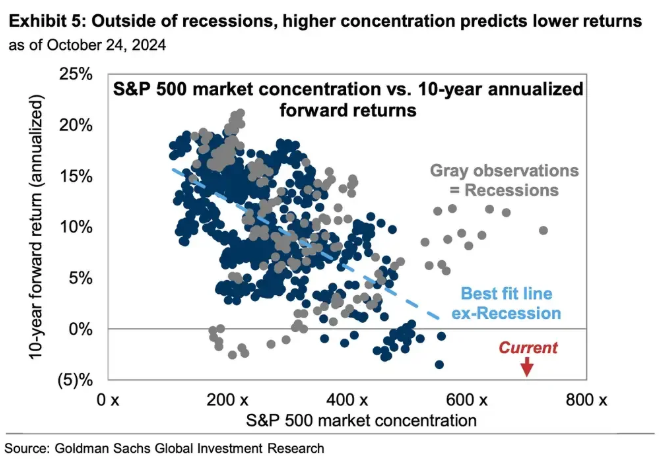 Exhibit 5: Outside of recessions, higher concentration predicts lower returns
as of October 24, 2024
S&P 500 market concentration vs. 10-year annualized
forward returns
10-year forward return (annualized)
25%
20%
15%
10%
5%
0%
(5)%
Gray observations
= Recessions
Best fit line
ex-Recession
Current
0 x
200 x
400 x
600 x
800 x
S&P 500 market concentration
Source: Goldman Sachs Global Investment Research